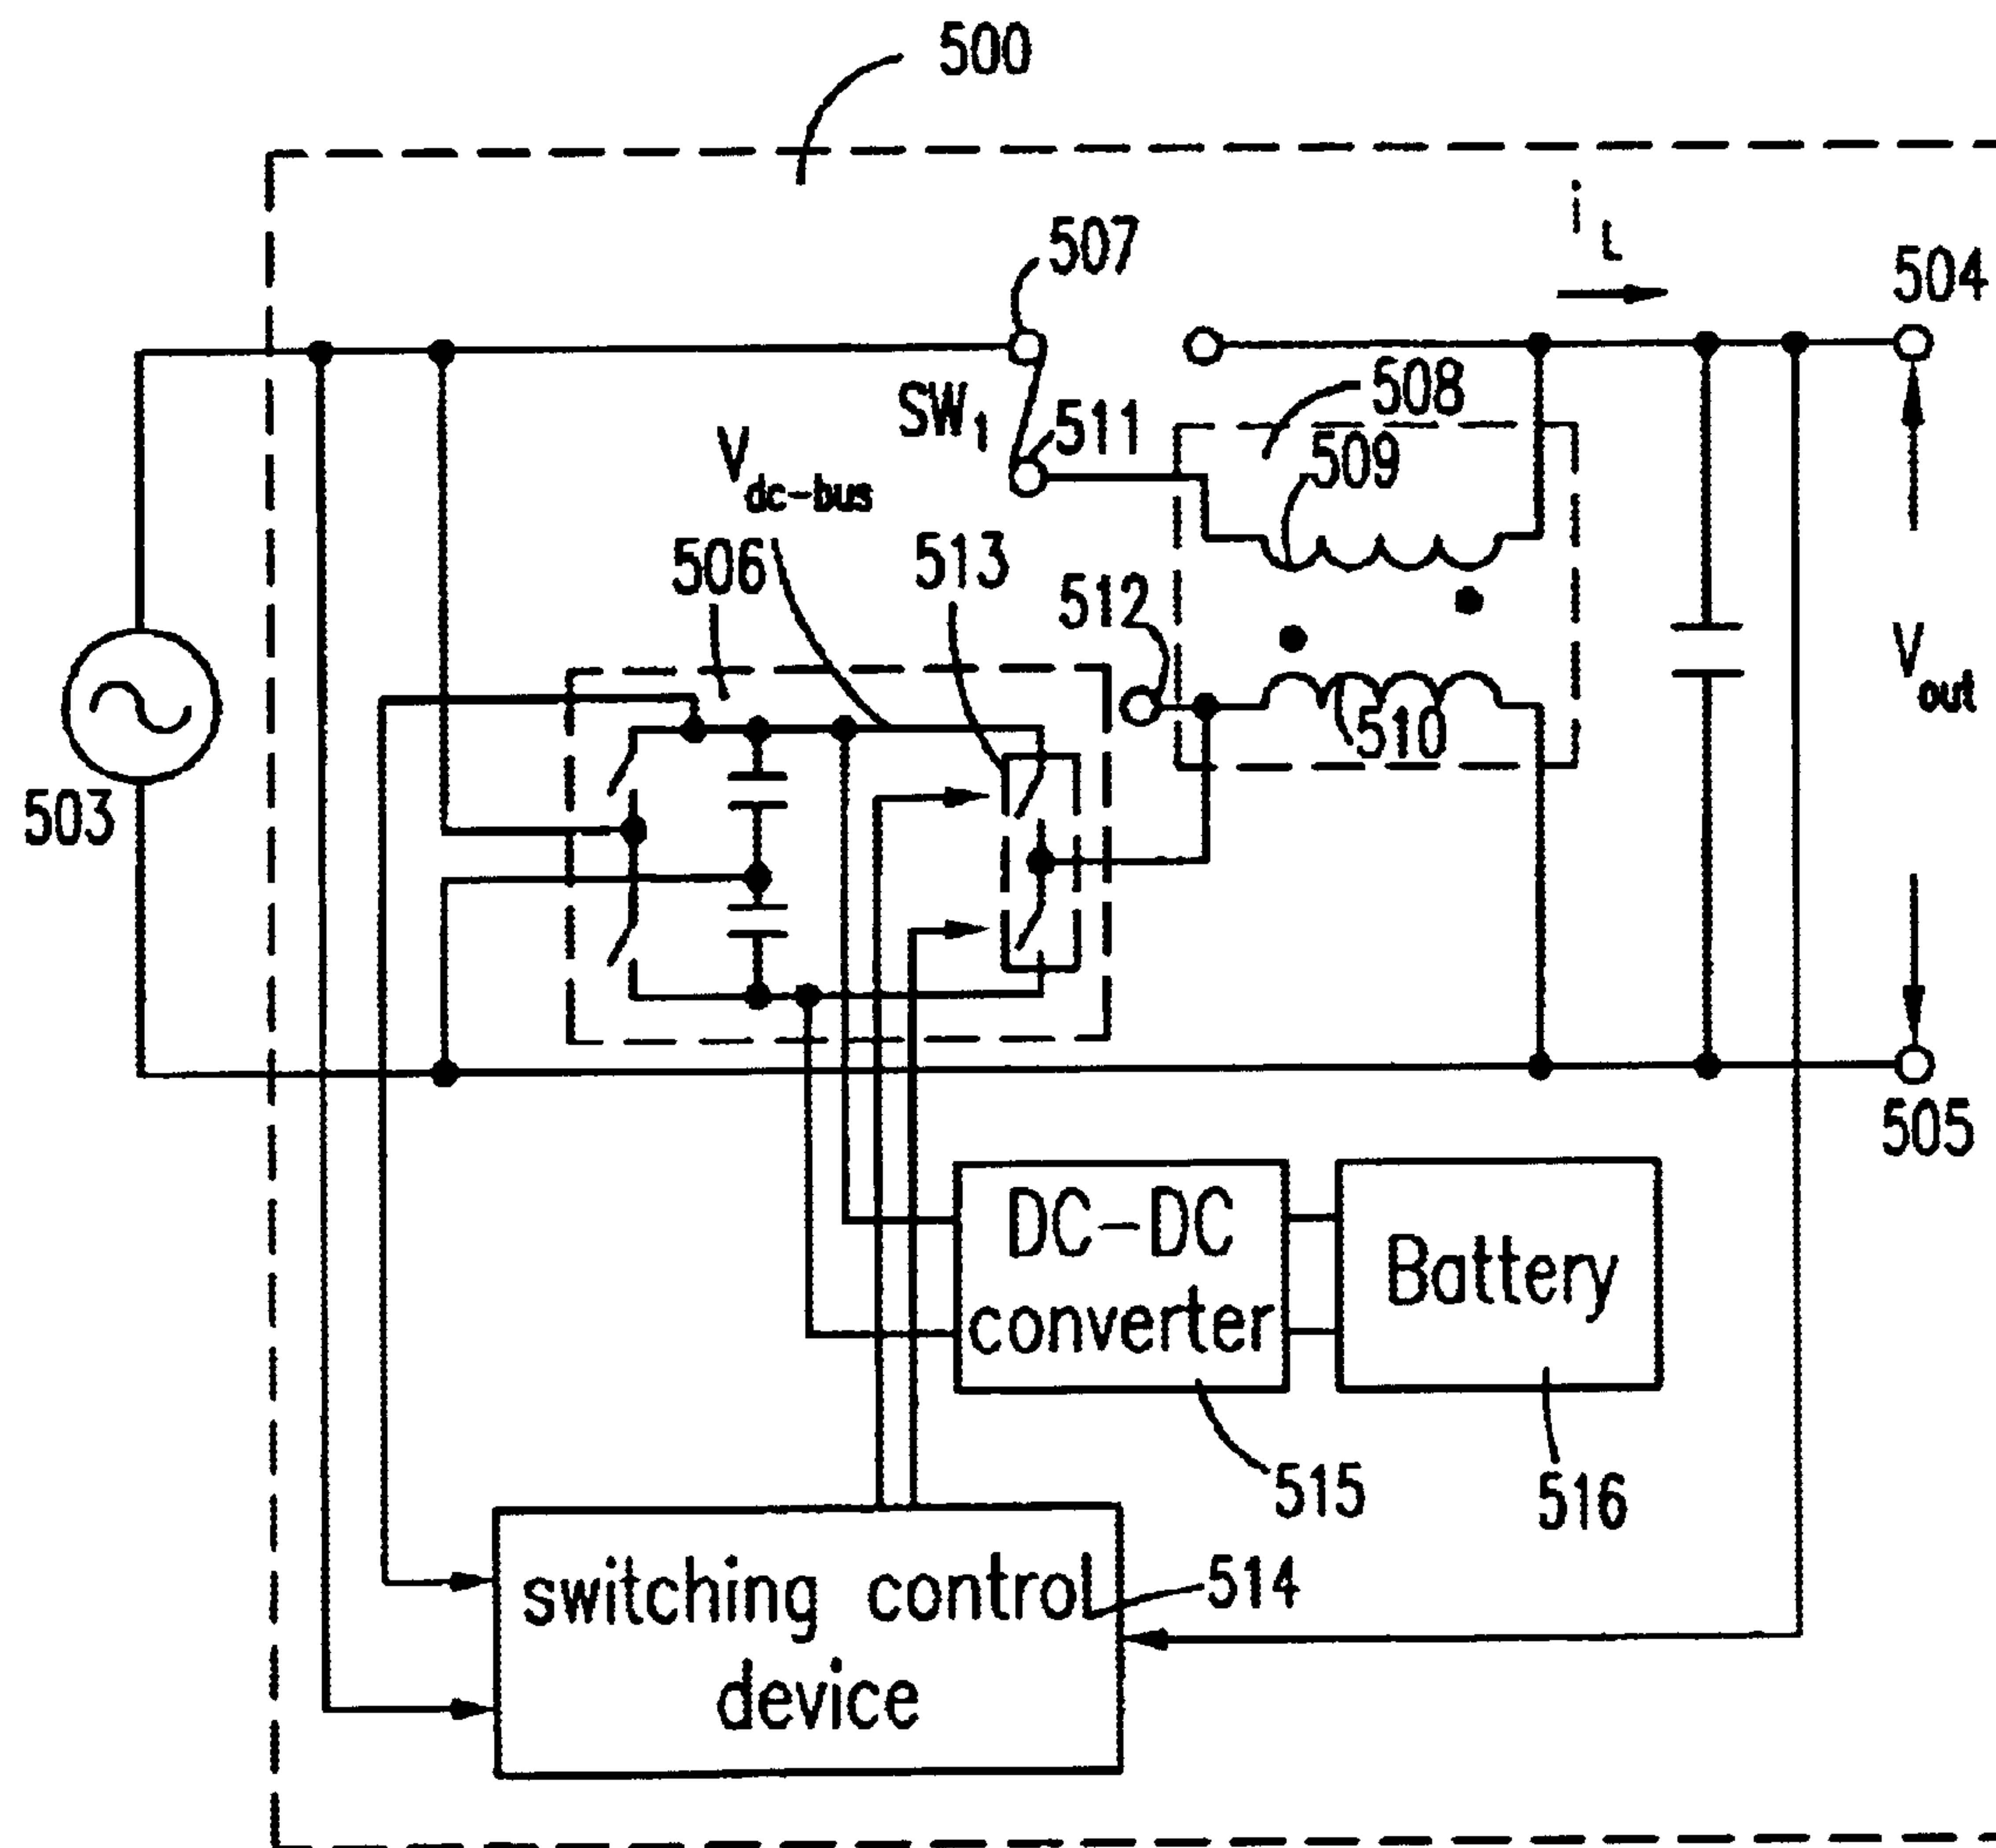 500
i L
507
504
SW1
508
511
509
Vdc-bus
506
513
512
510
Vout
503
505
DC-DC
converter
Battery
515
516
switching control
device
514